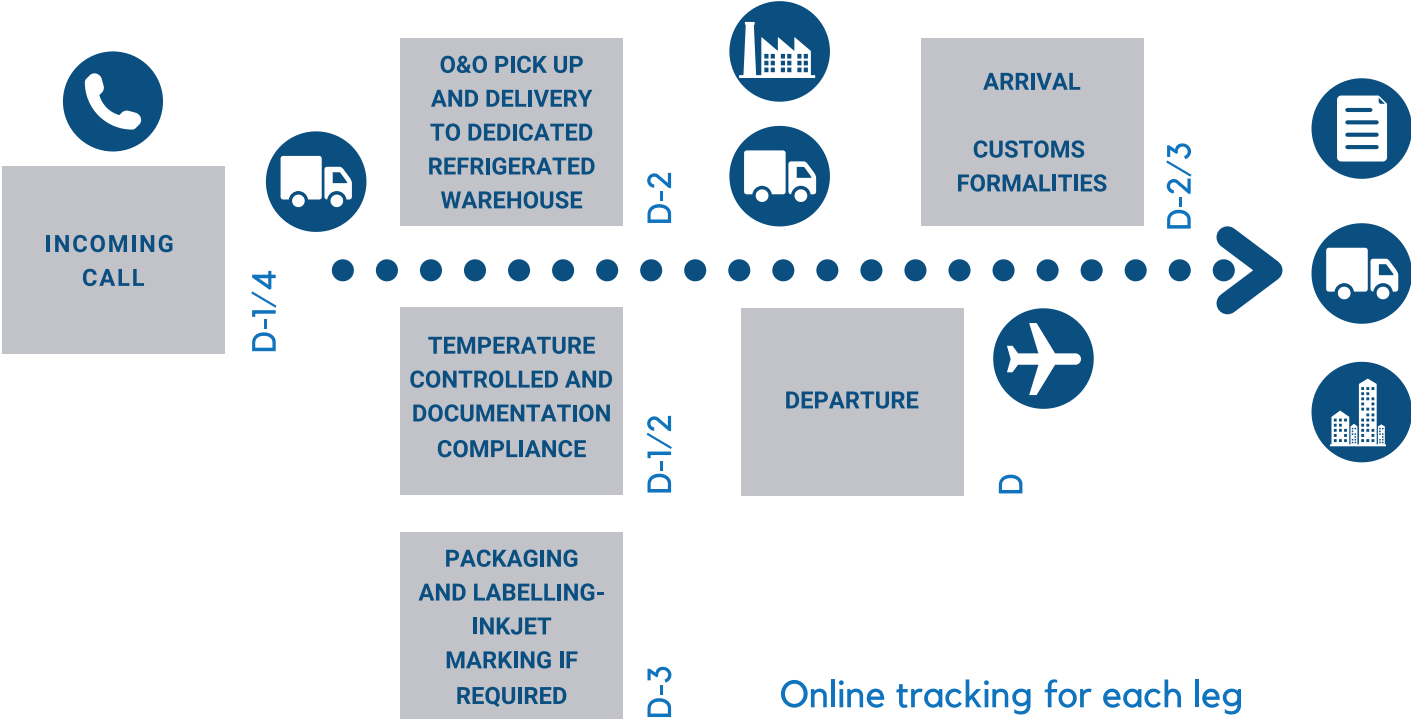 INCOMING
CALL
D-1/4
O&O PICK UP
AND DELIVERY
TO DEDICATED
REFRIGERATED
WAREHOUSE
D-2
TEMPERATURE
CONTROLLED AND
DOCUMENTATION
COMPLIANCE
D-1/2
PACKAGING
AND LABELLING-
INKJET
MARKING IF
REQUIRED
D-3
DEPARTURE
D
ARRIVAL
CUSTOMS
FORMALITIES
D-2/3
Online tracking for each leg